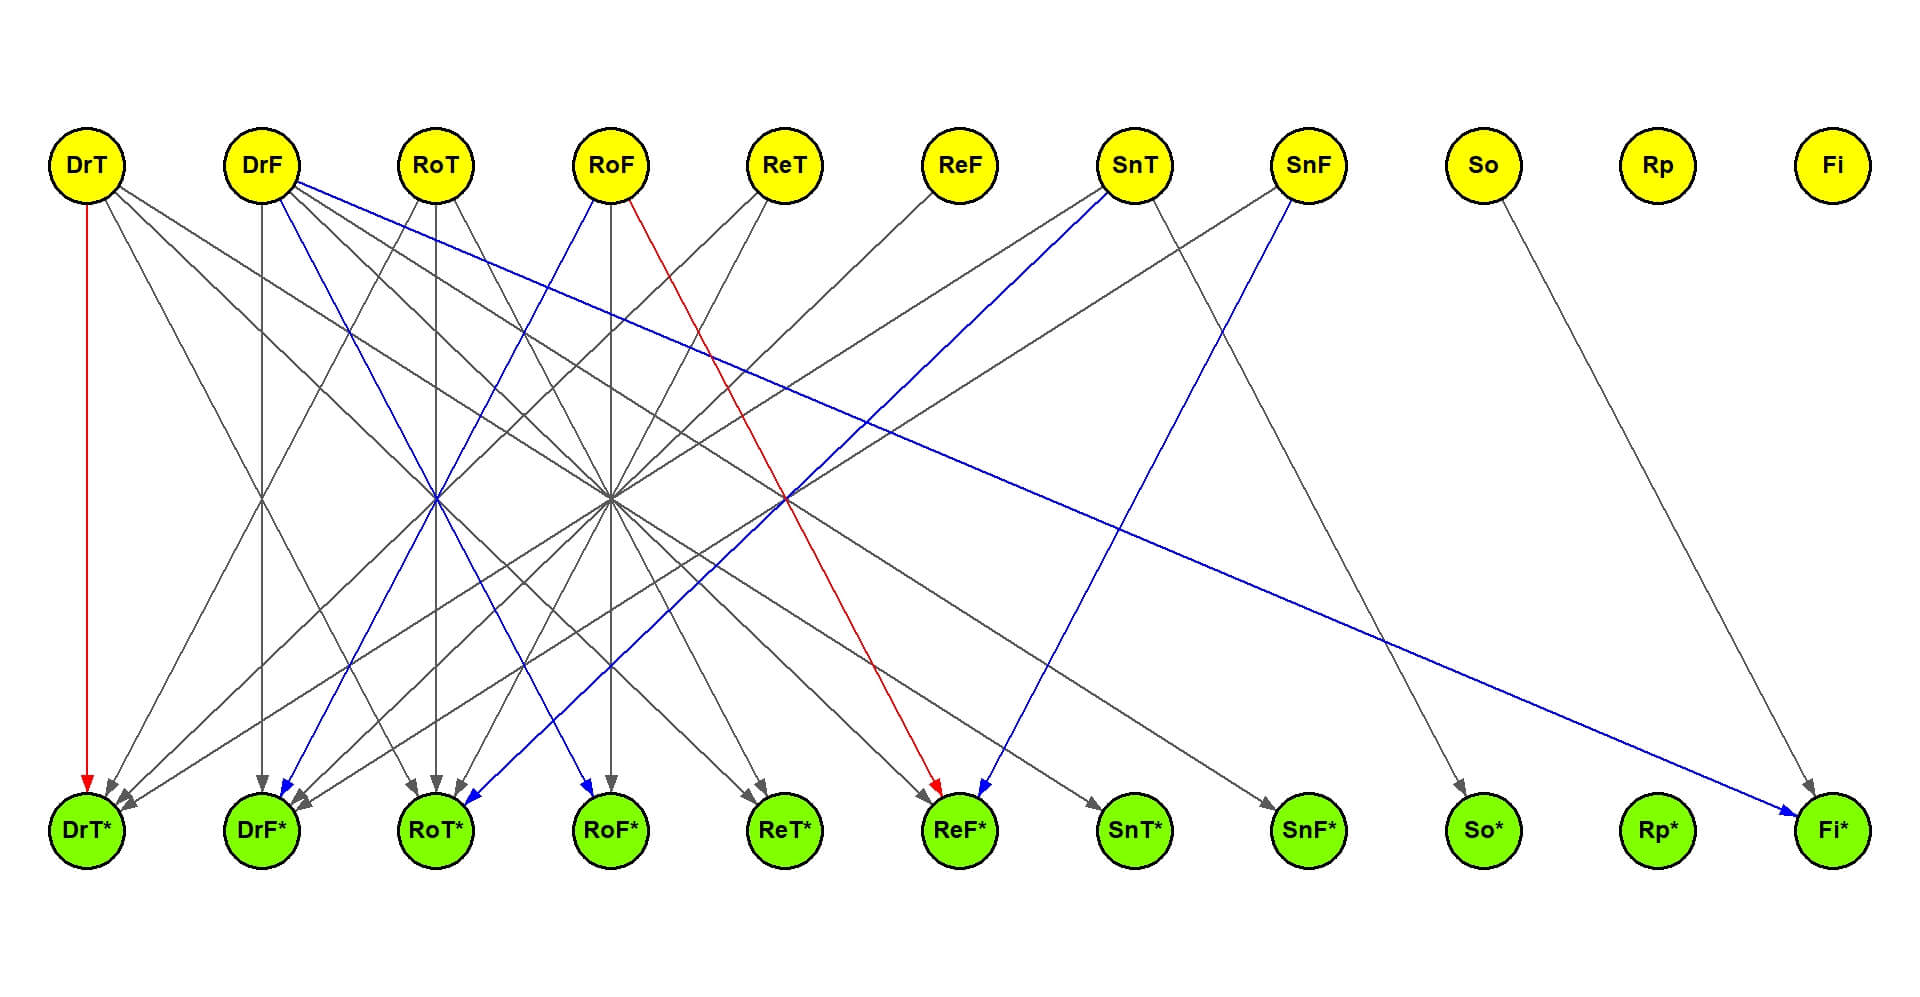 DrT DrF RoT RoF ReT ReF SnT SnF So Rp Fi
DrT* DrF* RoT* RoF* ReT* ReF* SnT* SnF* So* Rp* Fi*